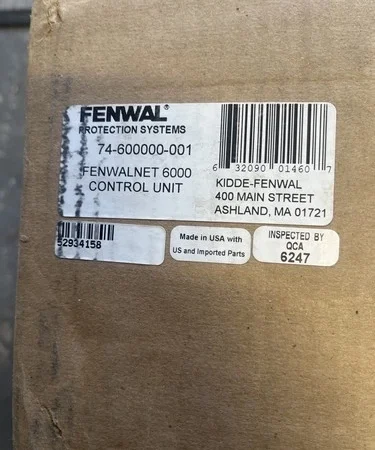 FENWAL®
PROTECTION SYSTEMS
74-600000-001
FENWALNET 6000
CONTROL UNIT
6 32090 01460 7
KIDDE-FENWAL
400 MAIN STREET
ASHLAND, MA 01721
52934158
Made in USA with
US and Imported Parts
INSPECTED BY
QCA
6247